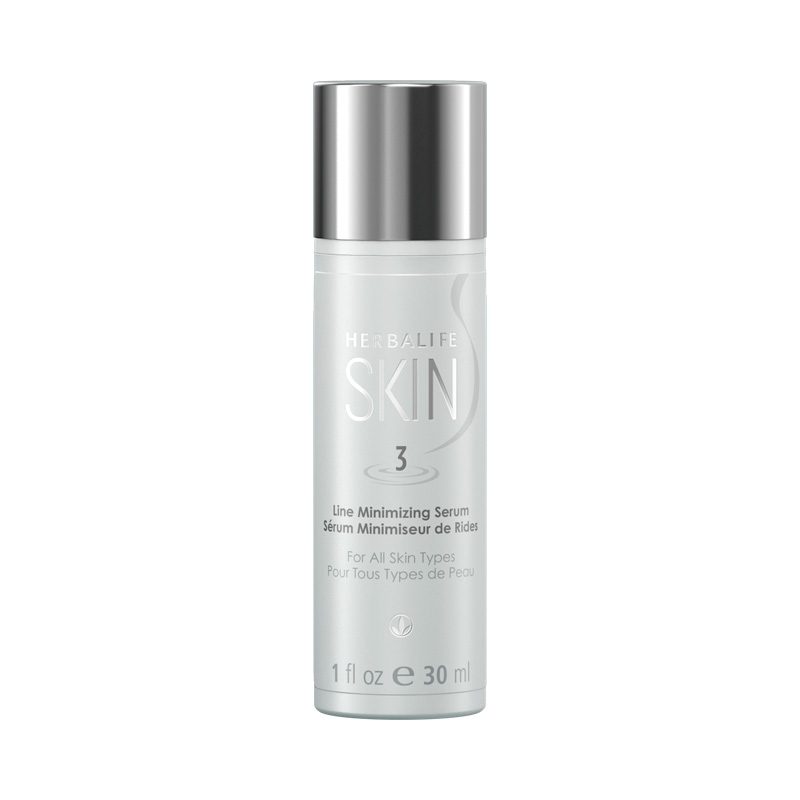 HERBALIFE
SKIN
3
Line Minimizing Serum
Sérum Minimiseur de Rides
For All Skin Types
Pour Tous Types de Peau
1 fl oz ℮ 30 ml